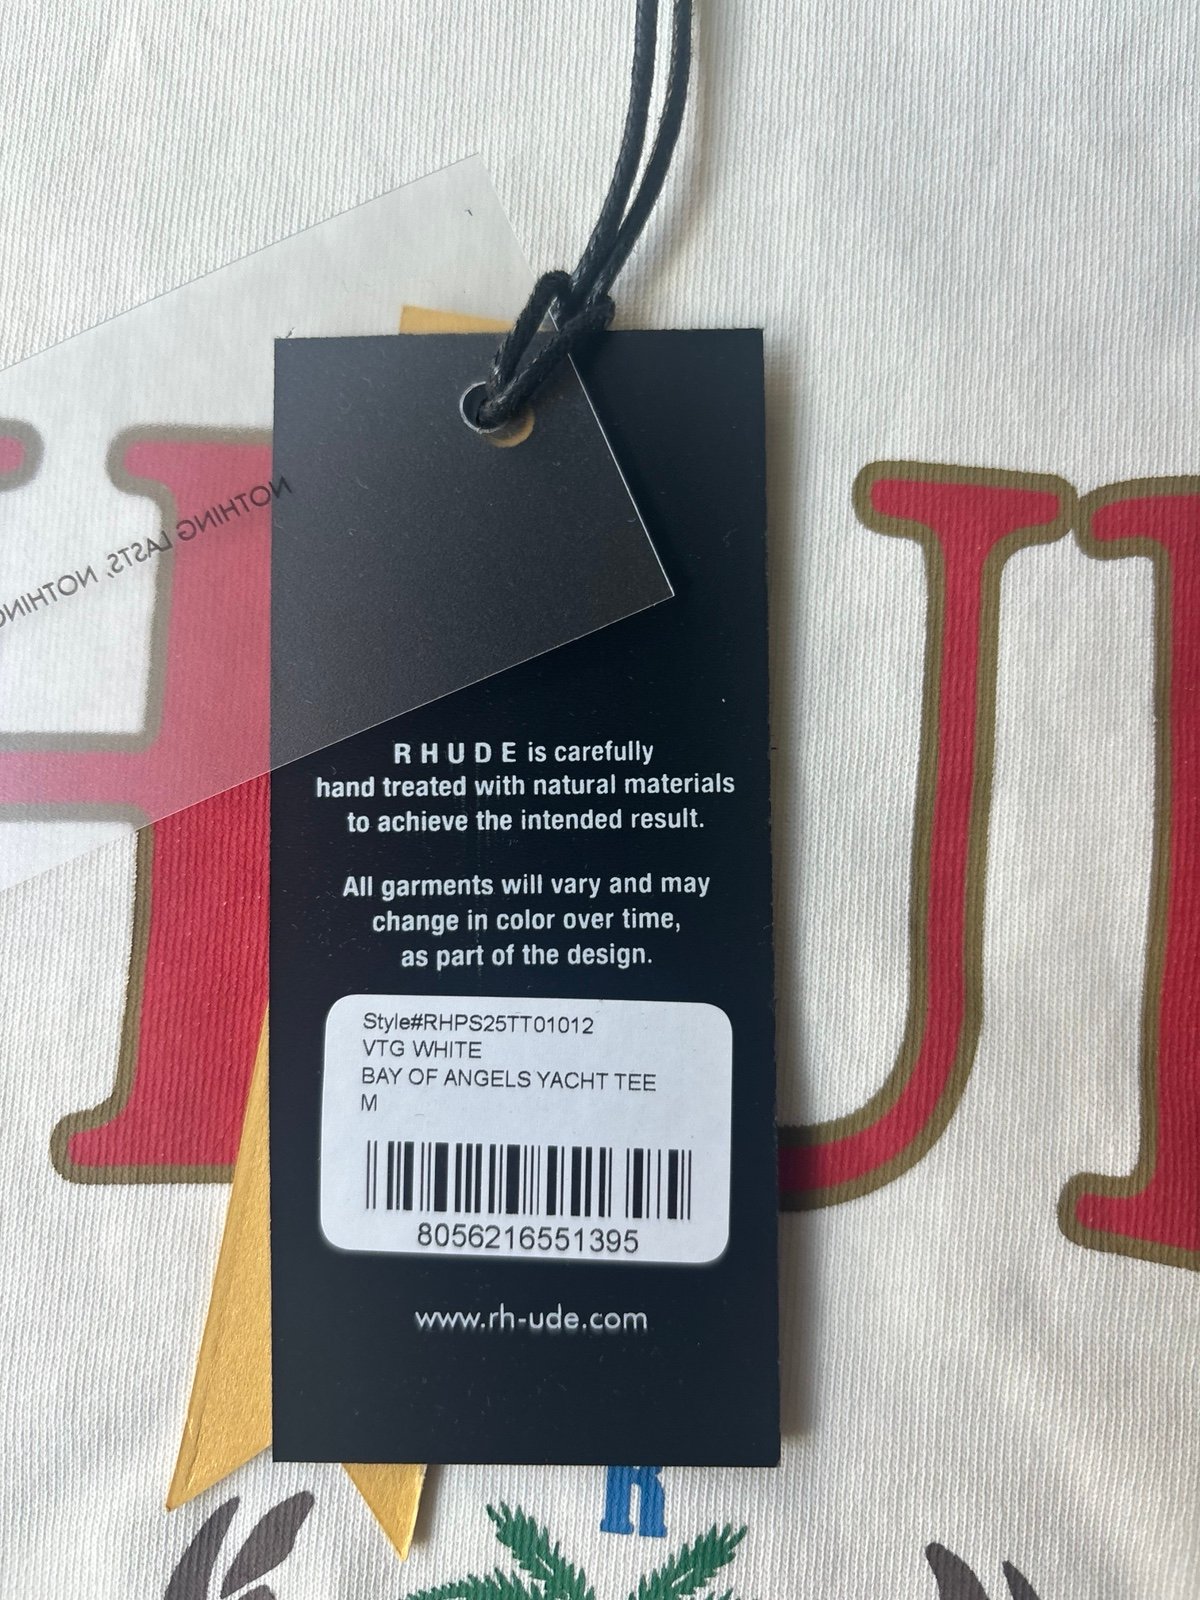 NOTHING LASTS, NOTHING
R H U D E is carefully
hand treated with natural materials
to achieve the intended result.
All garments will vary and may
change in color over time,
as part of the design.
Style#RHPS25TT01012
VTG WHITE
BAY OF ANGELS YACHT TEE
M
8056216551395
www.rh-ude.com
H U
R